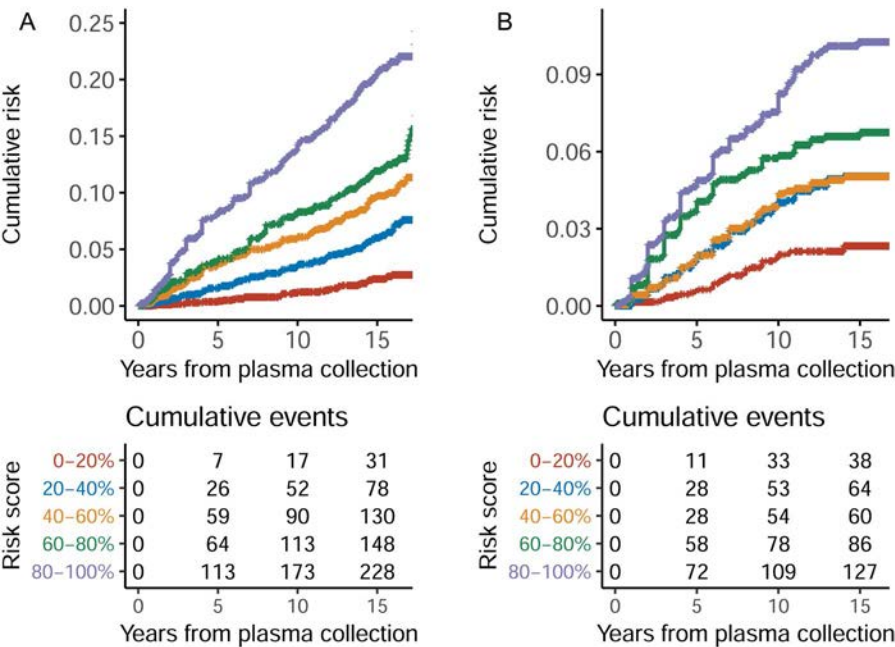 A
Cumulative risk
0.25
0.20
0.15
0.10
0.05
0.00
0 5 10 15
Years from plasma collection
Cumulative events
Risk score
0–20% 0 7 17 31
20–40% 0 26 52 78
40–60% 0 59 90 130
60–80% 0 64 113 148
80–100% 0 113 173 228
0 5 10 15
Years from plasma collection
B
Cumulative risk
0.09
0.06
0.03
0.00
0 5 10 15
Years from plasma collection
Cumulative events
Risk score
0–20% 0 11 33 38
20–40% 0 28 53 64
40–60% 0 28 54 60
60–80% 0 58 78 86
80–100% 0 72 109 127
0 5 10 15
Years from plasma collection